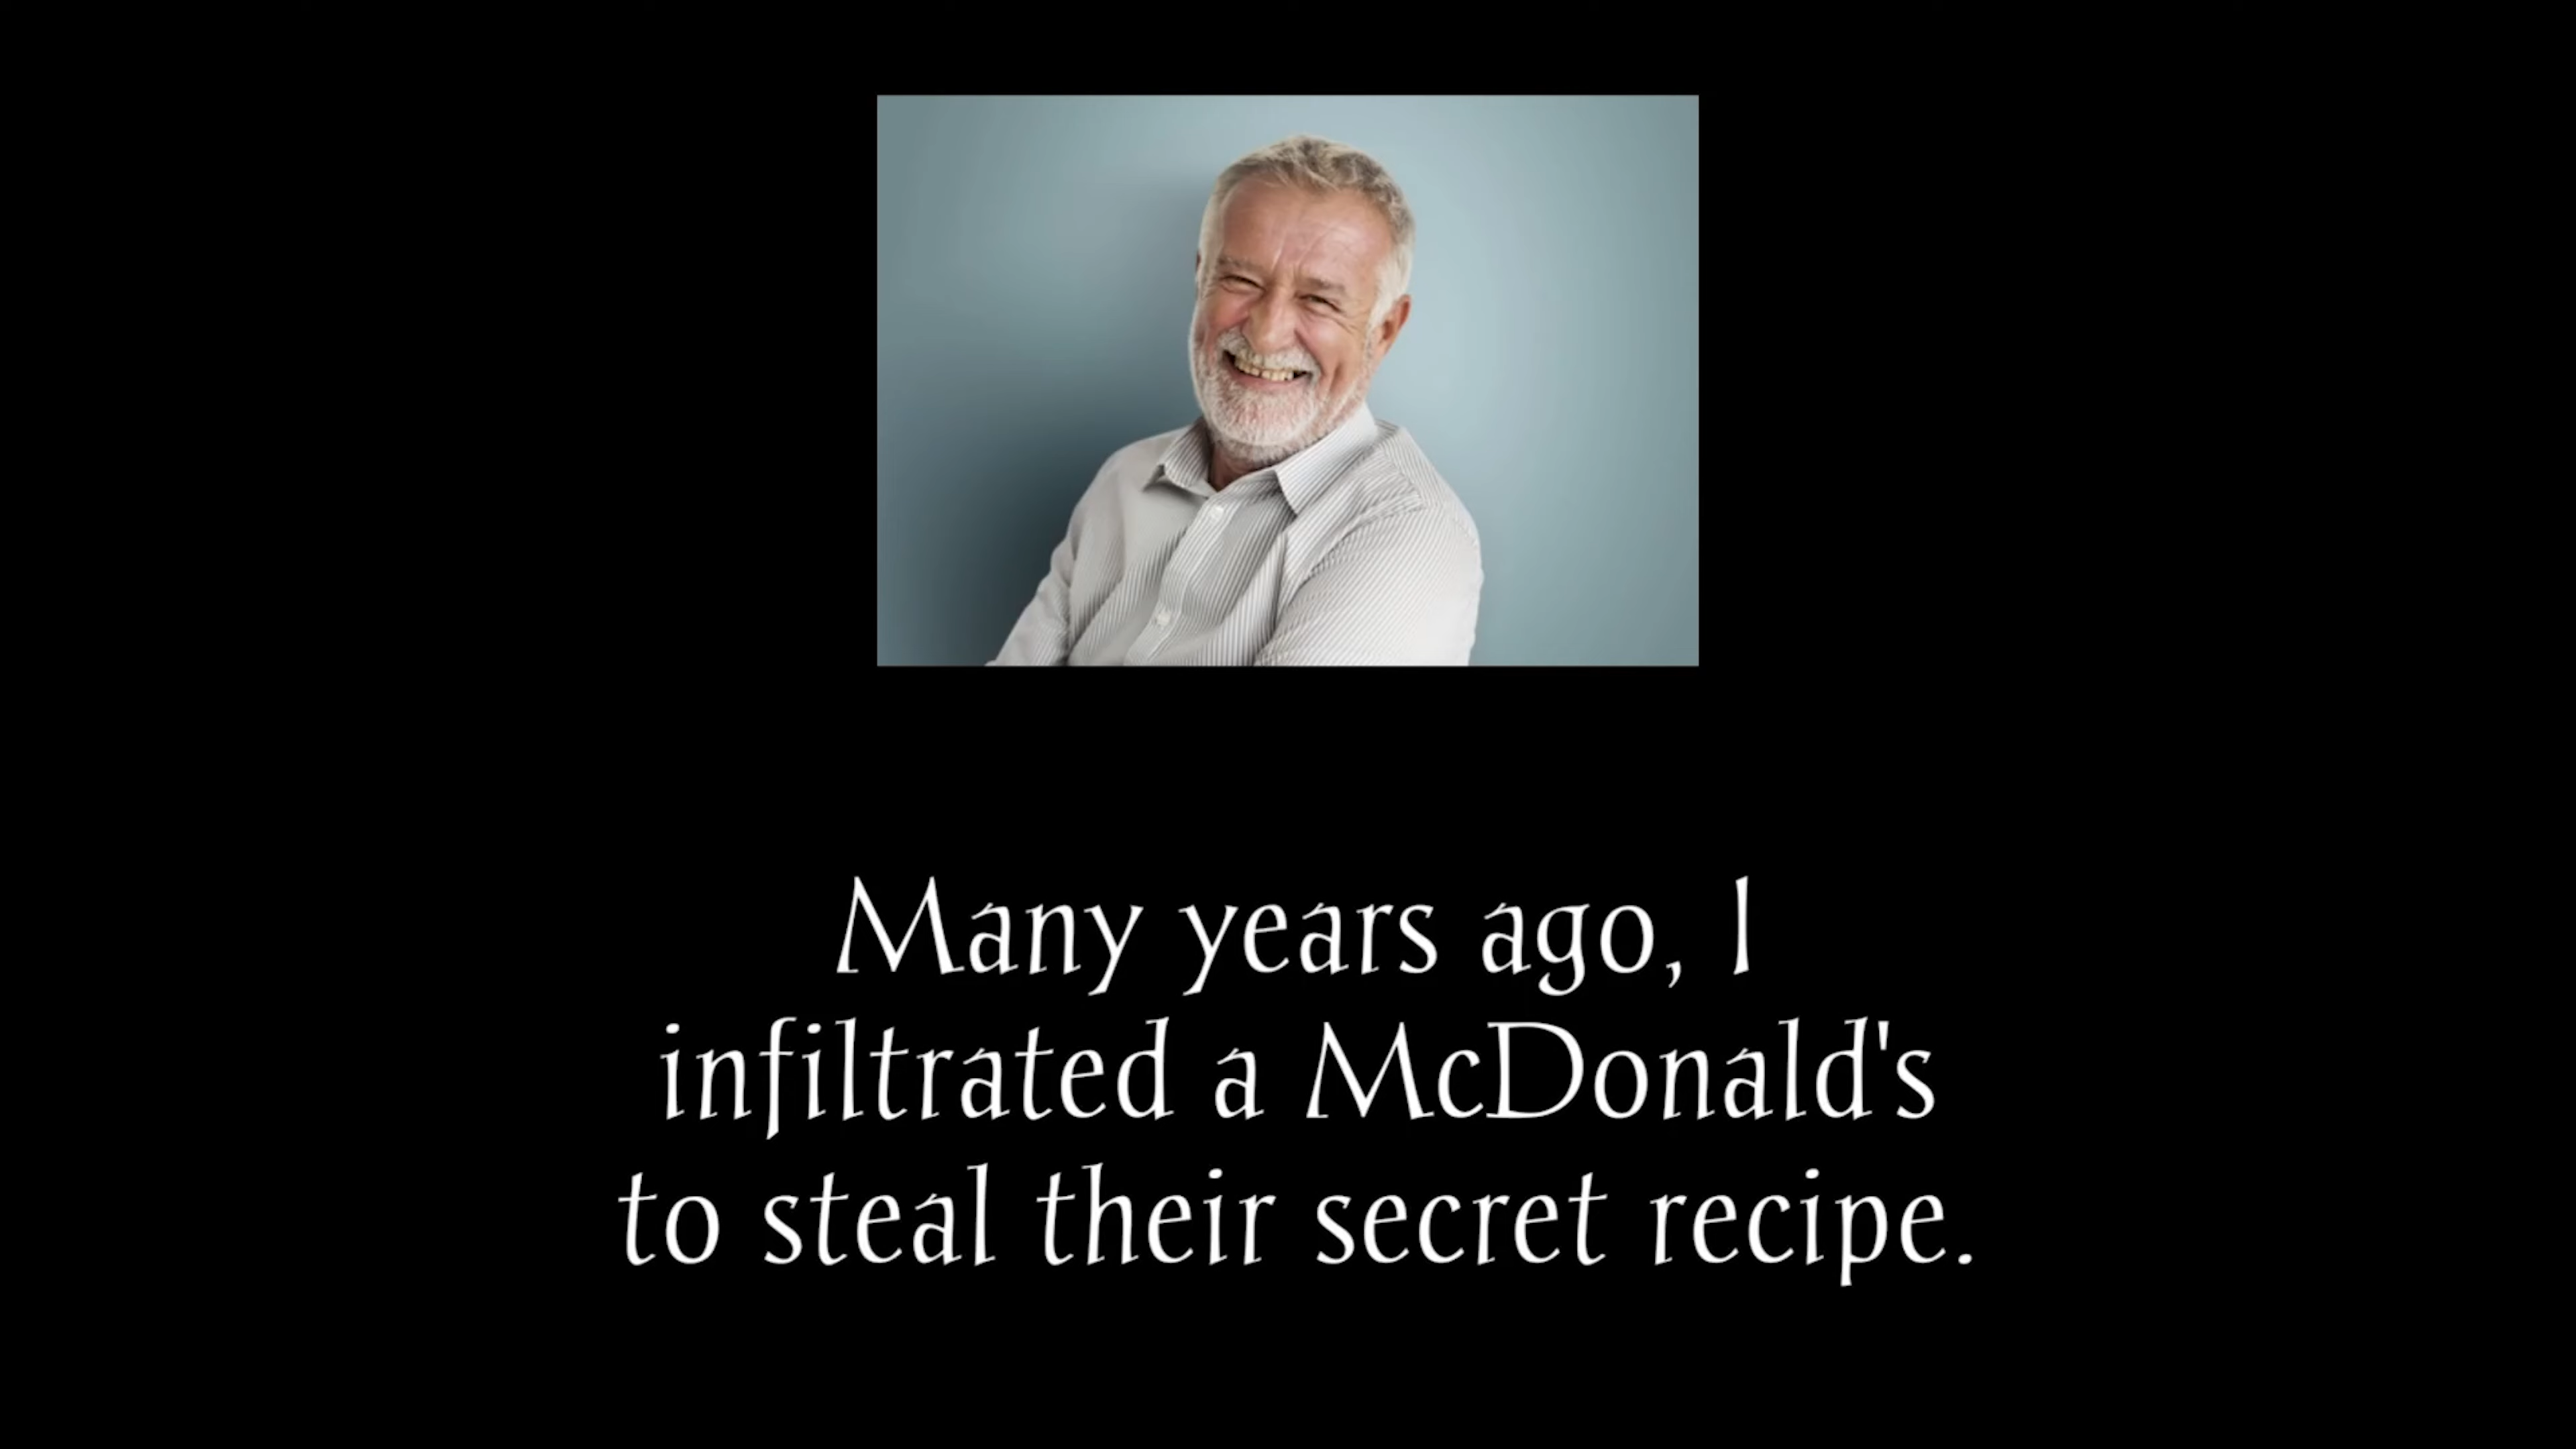 Many years ago, I
infiltrated a McDonald's
to steal their secret recipe.